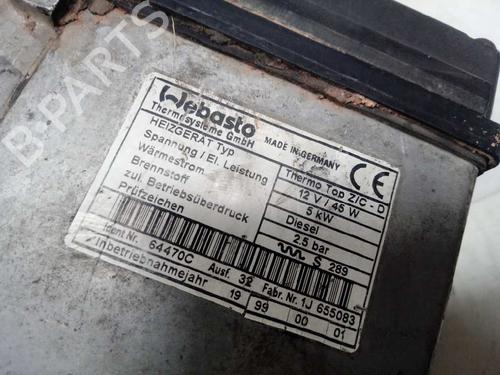 Webasto
Thermosysteme GmbH MADE IN GERMANY
HEIZGERÄT Typ Thermo Top Z/C - D
Spannung / El. Leistung 12 V / 45 W
Wärmestrom 5 kW
Brennstoff Diesel
zul. Betriebsüberdruck 2.5 bar
Prüfzeichen S 289
Ident Nr. 64470C Ausf. 32 Fabr. Nr. 1J 655083
Inbetriebnahmejahr 19 99 00 01
CE
B-PARTS